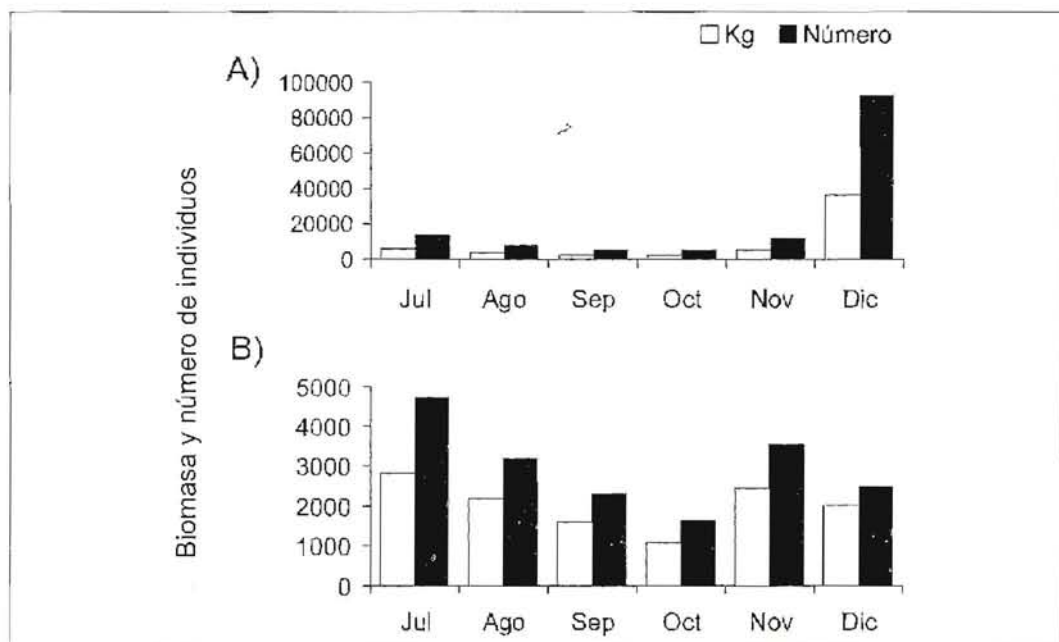 Kg Número
A)
100000
80000
60000
40000
20000
0
Jul Ago Sep Oct Nov Dic
Biomasa y número de individuos
B)
5000
4000
3000
2000
1000
0
Jul Ago Sep Oct Nov Dic